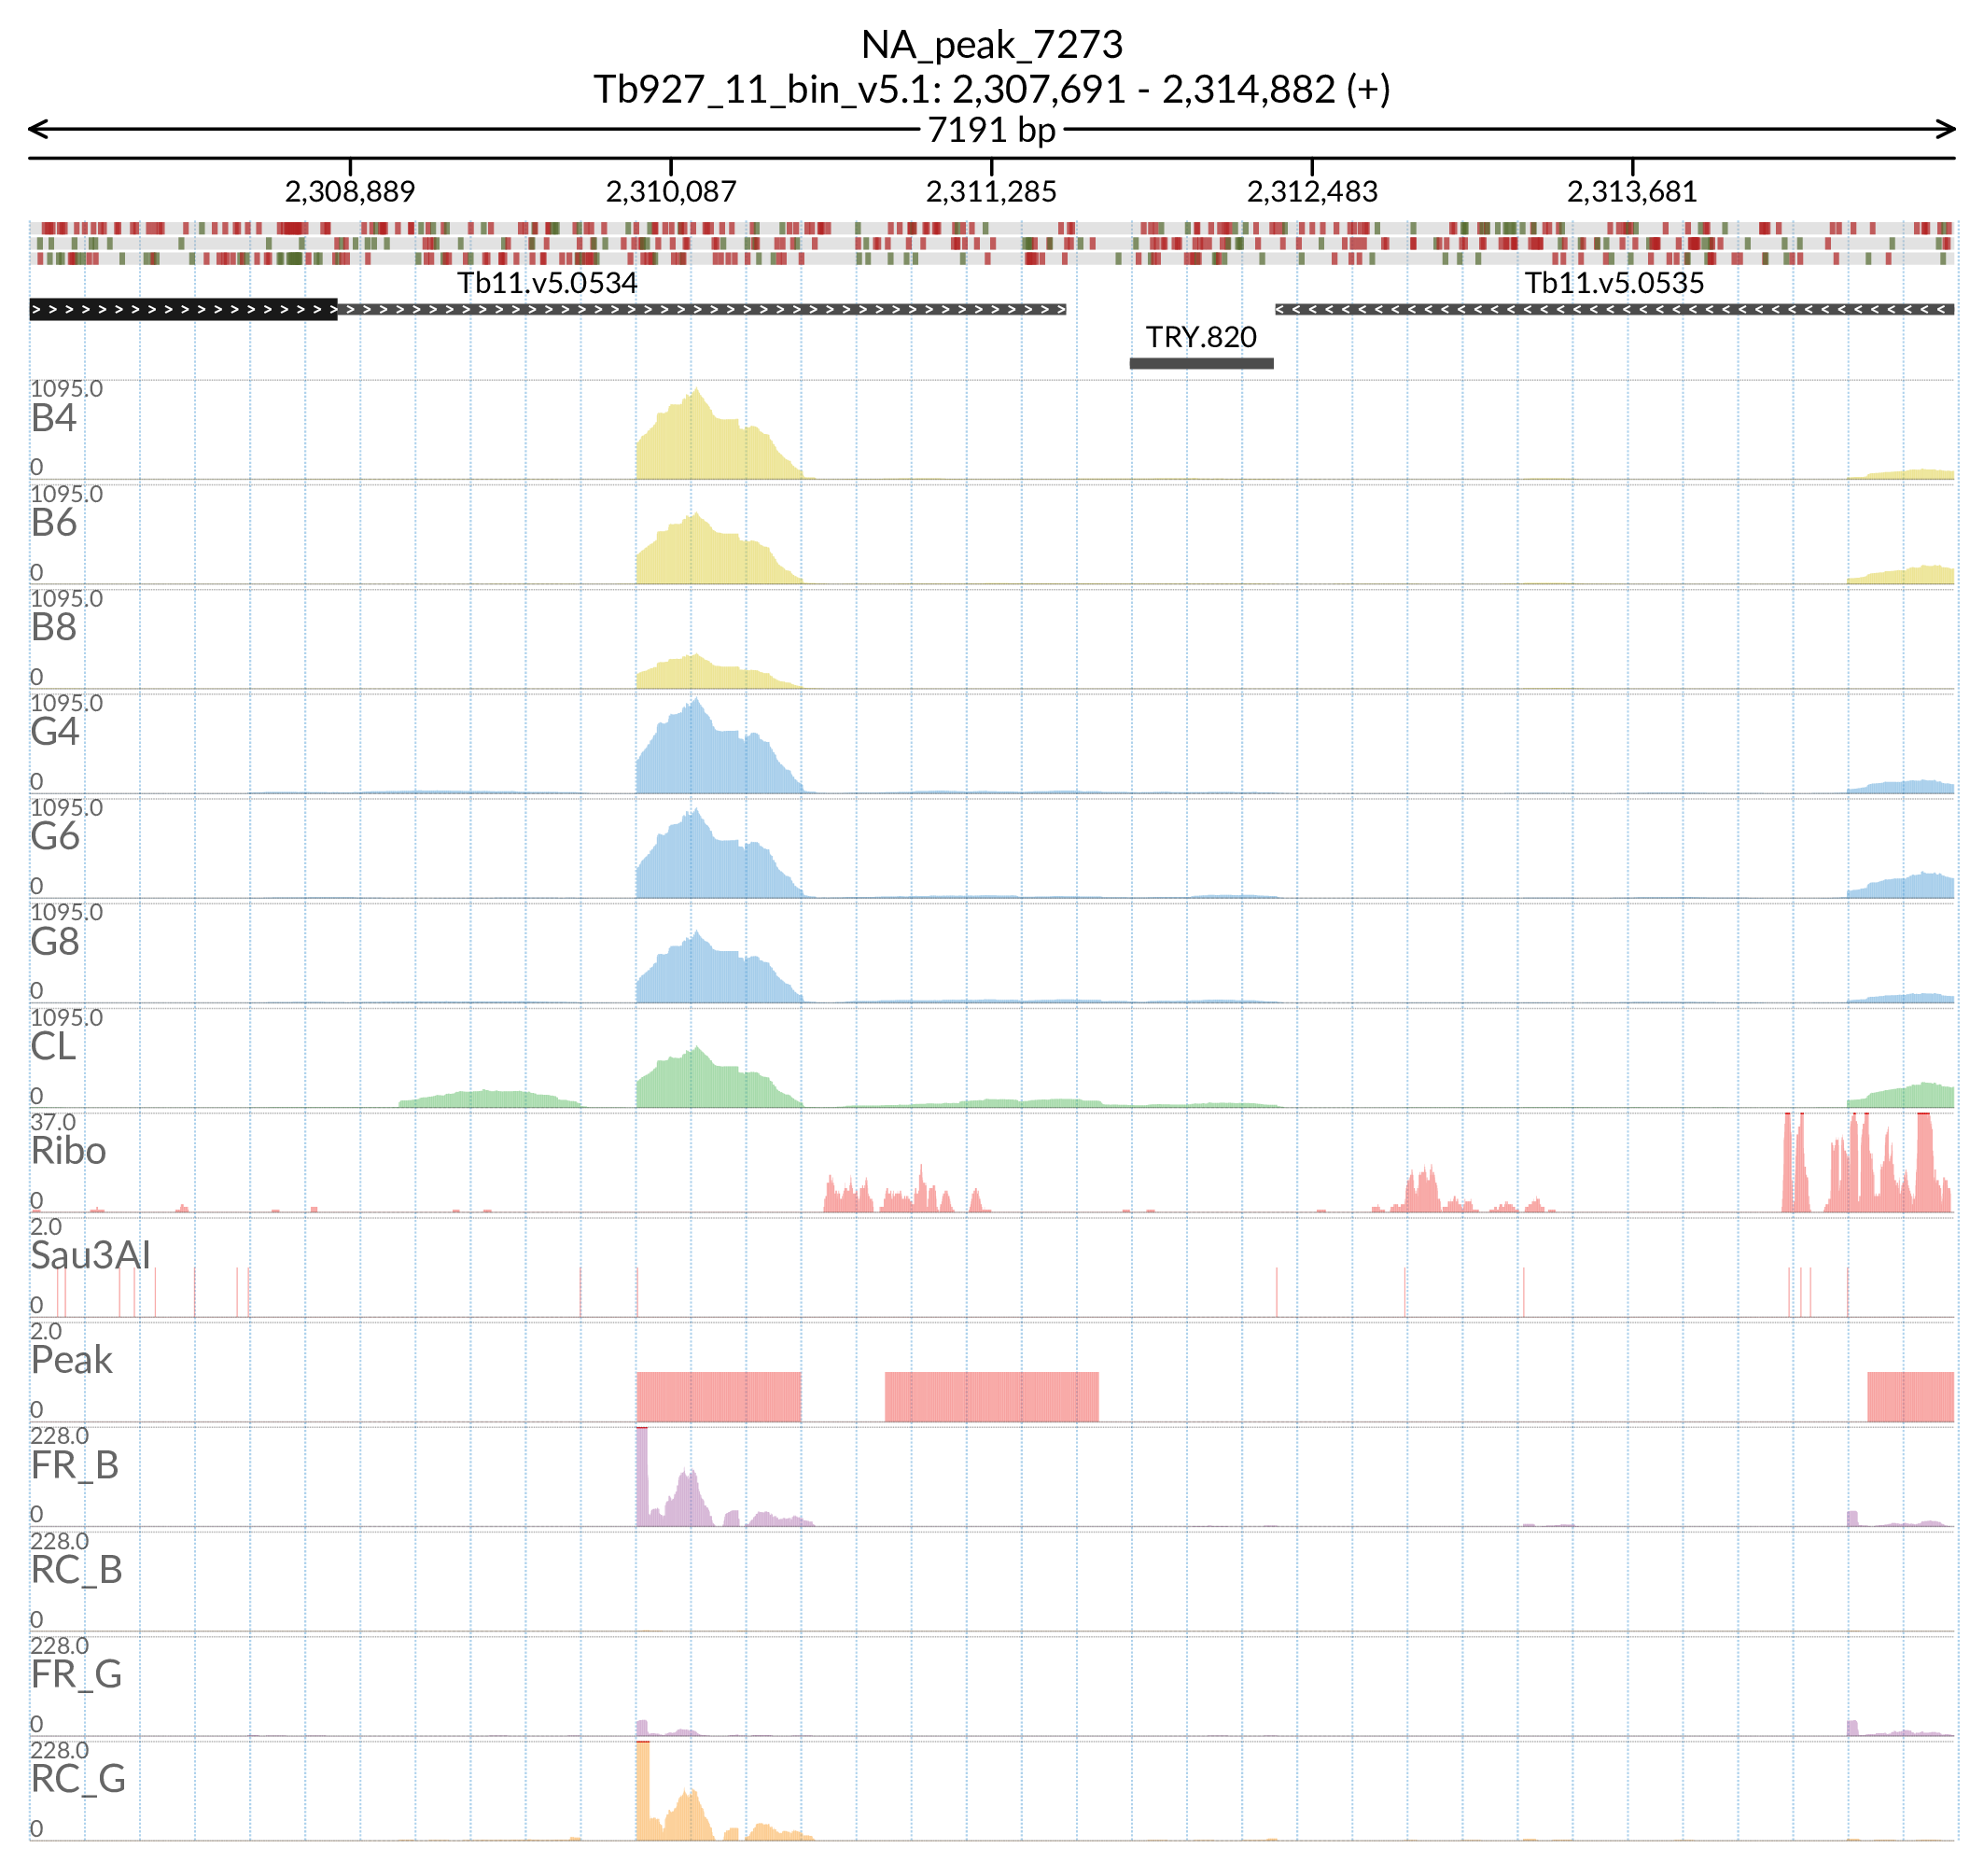 NA_peak_7273
Tb927_11_bin_v5.1: 2,307,691 - 2,314,882 (+)
7191 bp
2,308,889 2,310,087 2,311,285 2,312,483 2,313,681
Tb11.v5.0534 Tb11.v5.0535
TRY.820
1095.0
B4
0
1095.0
B6
0
1095.0
B8
0
1095.0
G4
0
1095.0
G6
0
1095.0
G8
0
1095.0
CL
0
37.0
Ribo
0
2.0
Sau3AI
0
2.0
Peak
0
228.0
FR_B
0
228.0
RC_B
0
228.0
FR_G
0
228.0
RC_G
0